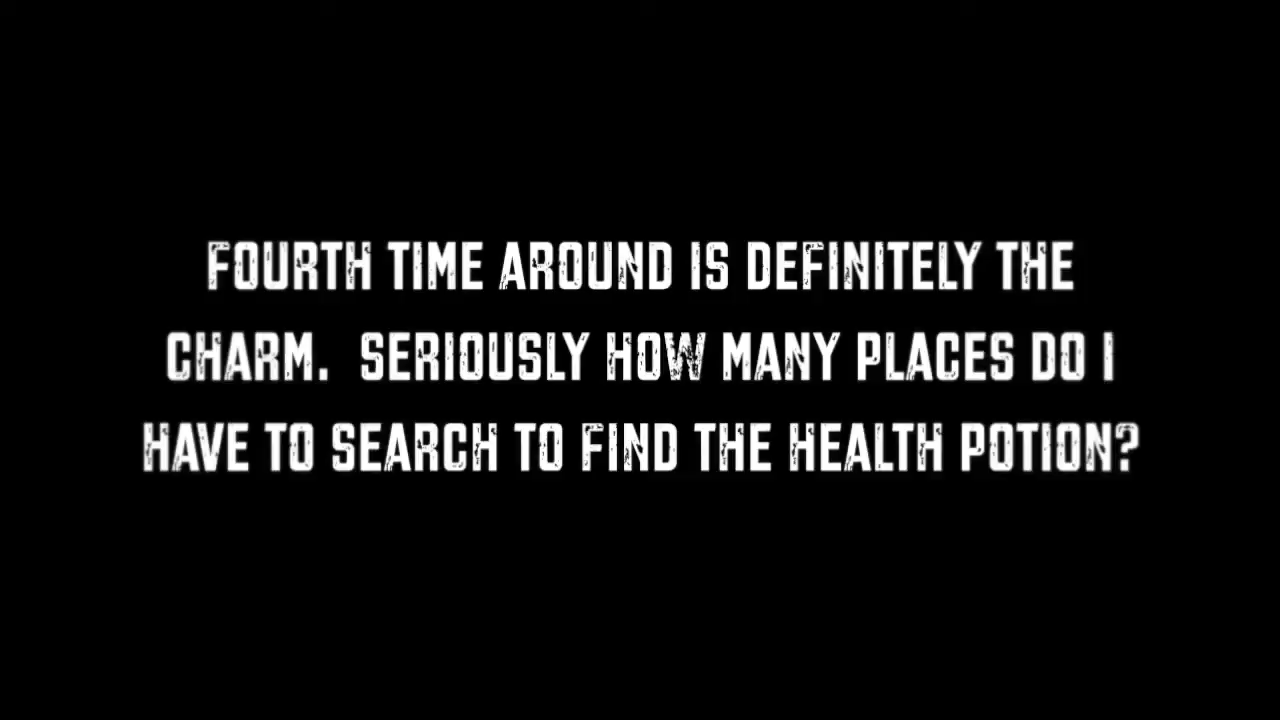 FOURTH TIME AROUND IS DEFINITELY THE
CHARM.  SERIOUSLY HOW MANY PLACES DO I
HAVE TO SEARCH TO FIND THE HEALTH POTION?